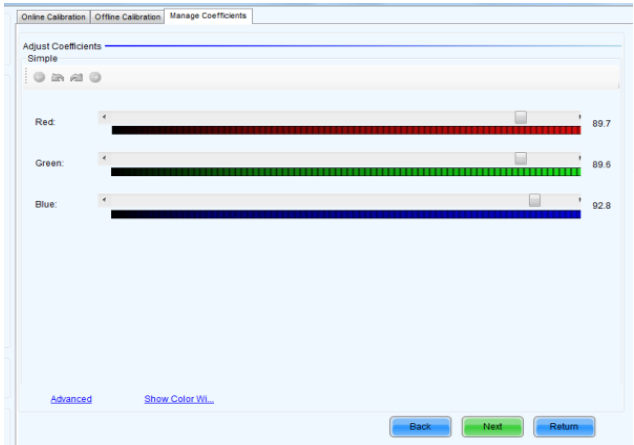 Online Calibration Offline Calibration Manage Coefficients
Adjust Coefficients
Simple
Red: 89.7
Green: 89.6
Blue: 92.8
Advanced Show Color Wi...
Back Next Return